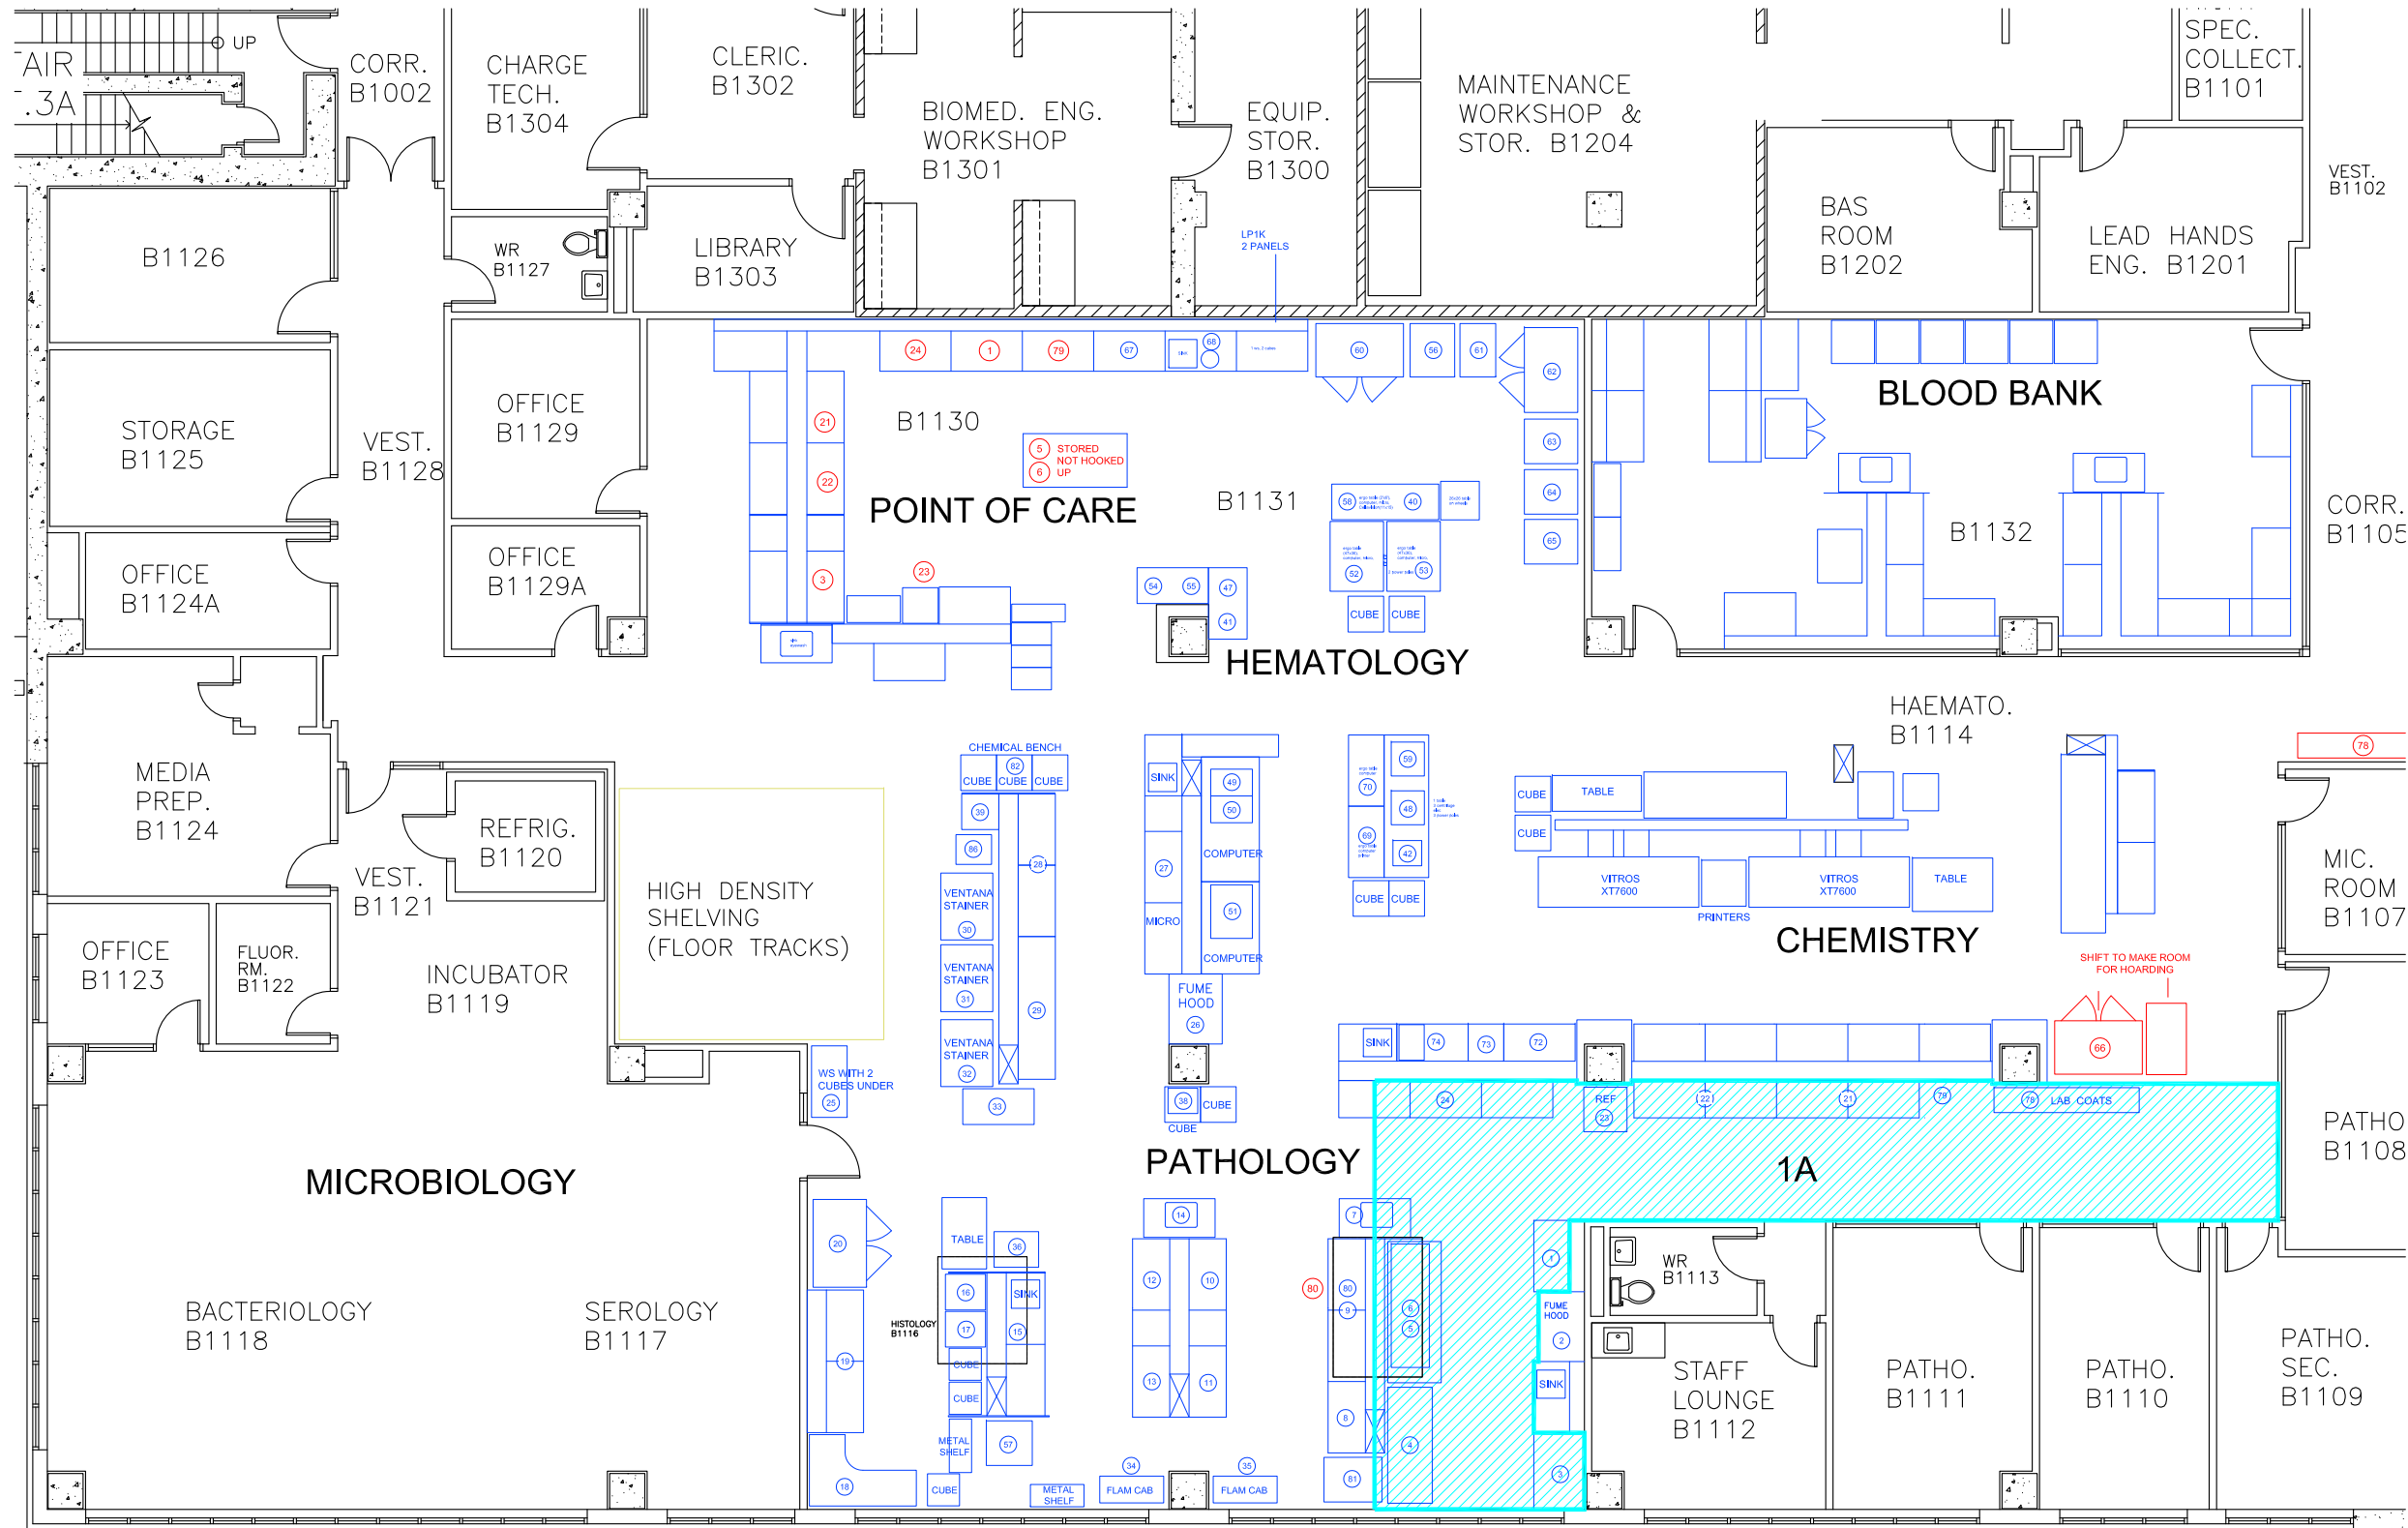 UP
AIR
T.3A
CORR.
B1002
CHARGE
TECH.
B1304
CLERIC.
B1302
BIOMED. ENG.
WORKSHOP
B1301
EQUIP.
STOR.
B1300
MAINTENANCE
WORKSHOP &
STOR. B1204
SPEC.
COLLECT.
B1101
VEST.
B1102
BAS
ROOM
B1202
LEAD HANDS
ENG. B1201
B1126
WR
B1127
LIBRARY
B1303
LP1K
2 PANELS
24
1
79
67
SINK
68
60
56
61
62
BLOOD BANK
STORAGE
B1125
VEST.
B1128
OFFICE
B1129
21
B1130
5 STORED
NOT HOOKED
6 UP
63
22
POINT OF CARE
B1131
58
40
64
CORR.
B1105
B1132
65
OFFICE
B1124A
OFFICE
B1129A
3
23
54
55
47
41
52
53
CUBE
CUBE
HEMATOLOGY
HAEMATO.
B1114
78
MEDIA
PREP.
B1124
CHEMICAL BENCH
82
CUBE
CUBE
CUBE
SINK
49
50
59
70
48
69
42
CUBE
TABLE
CUBE
39
86
28
27
COMPUTER
REFRIG.
B1120
VEST.
B1121
HIGH DENSITY
SHELVING
(FLOOR TRACKS)
VENTANA
STAINER
30
MICRO
51
COMPUTER
CUBE
CUBE
VITROS
XT7600
VITROS
XT7600
TABLE
PRINTERS
MIC.
ROOM
B1107
OFFICE
B1123
FLUOR.
RM.
B1122
INCUBATOR
B1119
VENTANA
STAINER
31
29
FUME
HOOD
26
CHEMISTRY
SHIFT TO MAKE ROOM
FOR HOARDING
66
VENTANA
STAINER
32
SINK
74
73
72
WS WITH 2
CUBES UNDER
25
33
38
CUBE
CUBE
24
REF
23
22
21
79
78
LAB COATS
PATHO
B1108
MICROBIOLOGY
PATHOLOGY
1A
20
TABLE
36
14
7
1
WR
B1113
BACTERIOLOGY
B1118
SEROLOGY
B1117
HISTOLOGY
B1116
16
SINK
17
15
12
10
80
80
9
6
5
FUME
HOOD
2
19
CUBE
CUBE
13
11
8
4
SINK
STAFF
LOUNGE
B1112
PATHO.
B1111
PATHO.
B1110
PATHO.
SEC.
B1109
METAL
SHELF
57
18
CUBE
METAL
SHELF
34
FLAM CAB
35
FLAM CAB
81
3